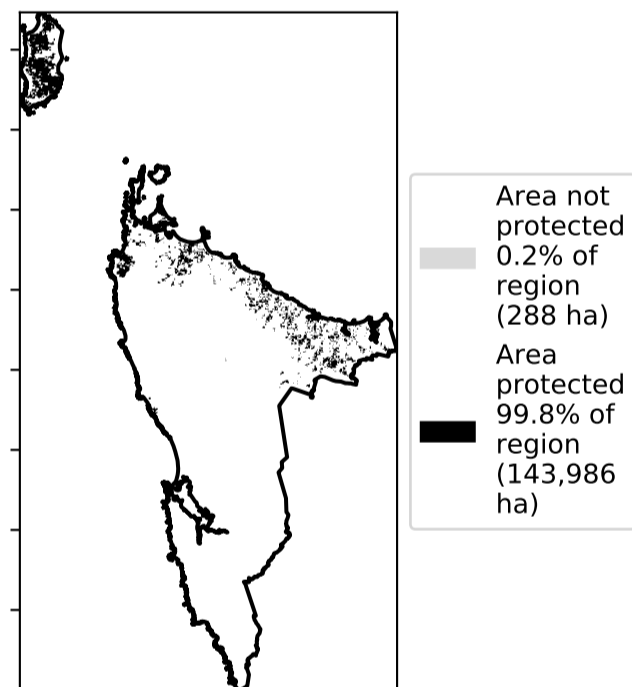 Area not
protected
0.2% of
region
(288 ha)
Area
protected
99.8% of
region
(143,986
ha)